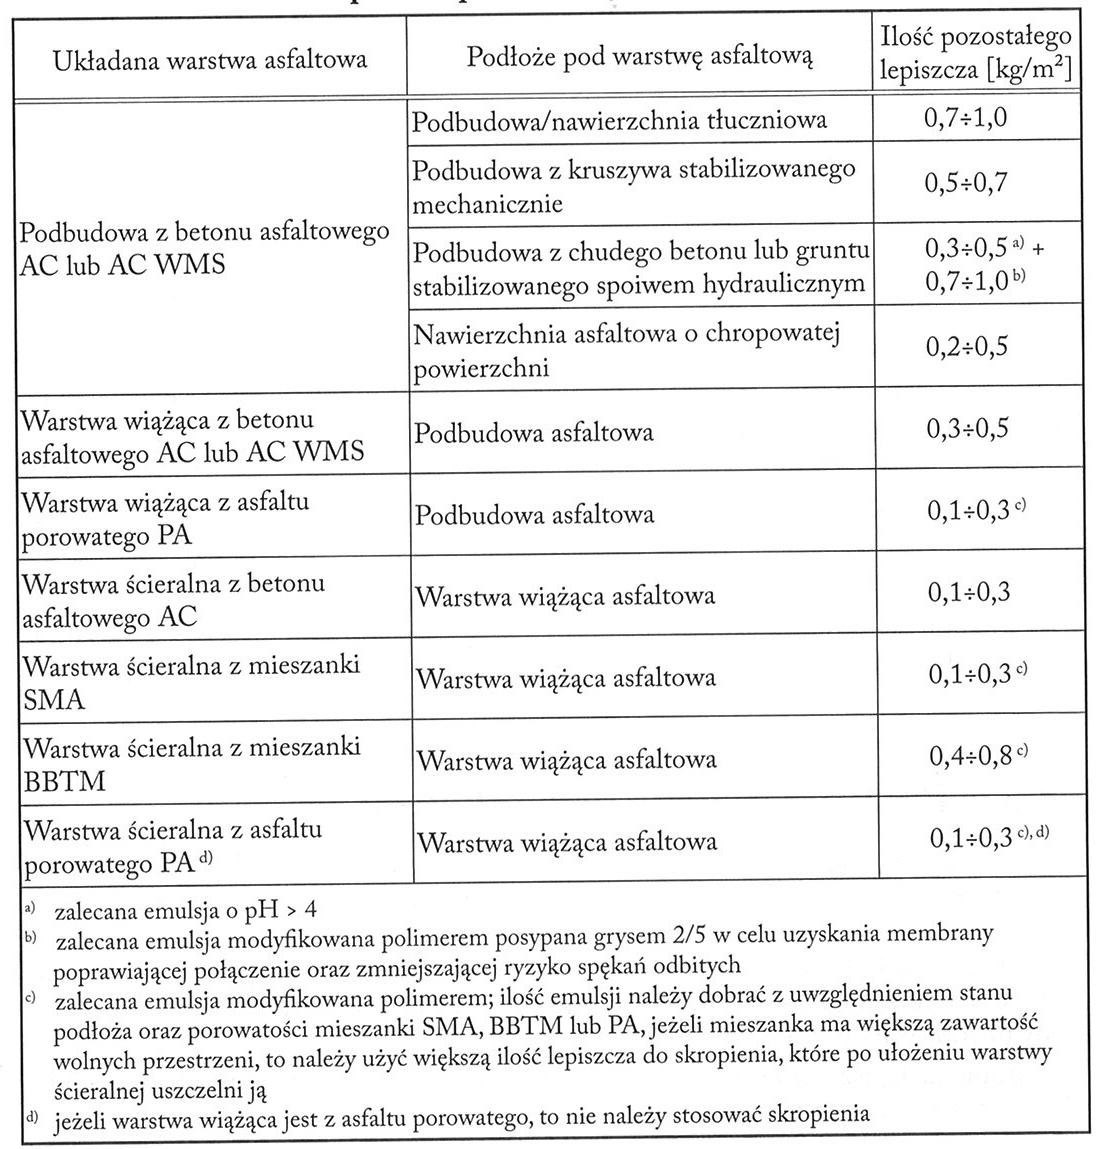 Układana warstwa asfaltowa
Podłoże pod warstwę asfaltową
Ilość pozostałego
lepiszcza [kg/m²]
Podbudowa z betonu asfaltowego
AC lub AC WMS
Podbudowa/nawierzchnia tłuczniowa
0,7÷1,0
Podbudowa z kruszywa stabilizowanego
mechanicznie
0,5÷0,7
Podbudowa z chudego betonu lub gruntu
stabilizowanego spoiwem hydraulicznym
0,3÷0,5 a) +
0,7÷1,0 b)
Nawierzchnia asfaltowa o chropowatej
powierzchni
0,2÷0,5
Warstwa wiążąca z betonu
asfaltowego AC lub AC WMS
Podbudowa asfaltowa
0,3÷0,5
Warstwa wiążąca z asfaltu
porowatego PA
Podbudowa asfaltowa
0,1÷0,3 c)
Warstwa ścieralna z betonu
asfaltowego AC
Warstwa wiążąca asfaltowa
0,1÷0,3
Warstwa ścieralna z mieszanki
SMA
Warstwa wiążąca asfaltowa
0,1÷0,3 c)
Warstwa ścieralna z mieszanki
BBTM
Warstwa wiążąca asfaltowa
0,4÷0,8 c)
Warstwa ścieralna z asfaltu
porowatego PA d)
Warstwa wiążąca asfaltowa
0,1÷0,3 c), d)
a) zalecana emulsja o pH > 4
b) zalecana emulsja modyfikowana polimerem posypana grysem 2/5 w celu uzyskania membrany
poprawiającej połączenie oraz zmniejszającej ryzyko spękań odbitych
c) zalecana emulsja modyfikowana polimerem; ilość emulsji należy dobrać z uwzględnieniem stanu
podłoża oraz porowatości mieszanki SMA, BBTM lub PA, jeżeli mieszanka ma większą zawartość
wolnych przestrzeni, to należy użyć większą ilość lepiszcza do skropienia, które po ułożeniu warstwy
ścieralnej uszczelni ją
d) jeżeli warstwa wiążąca jest z asfaltu porowatego, to nie należy stosować skropienia